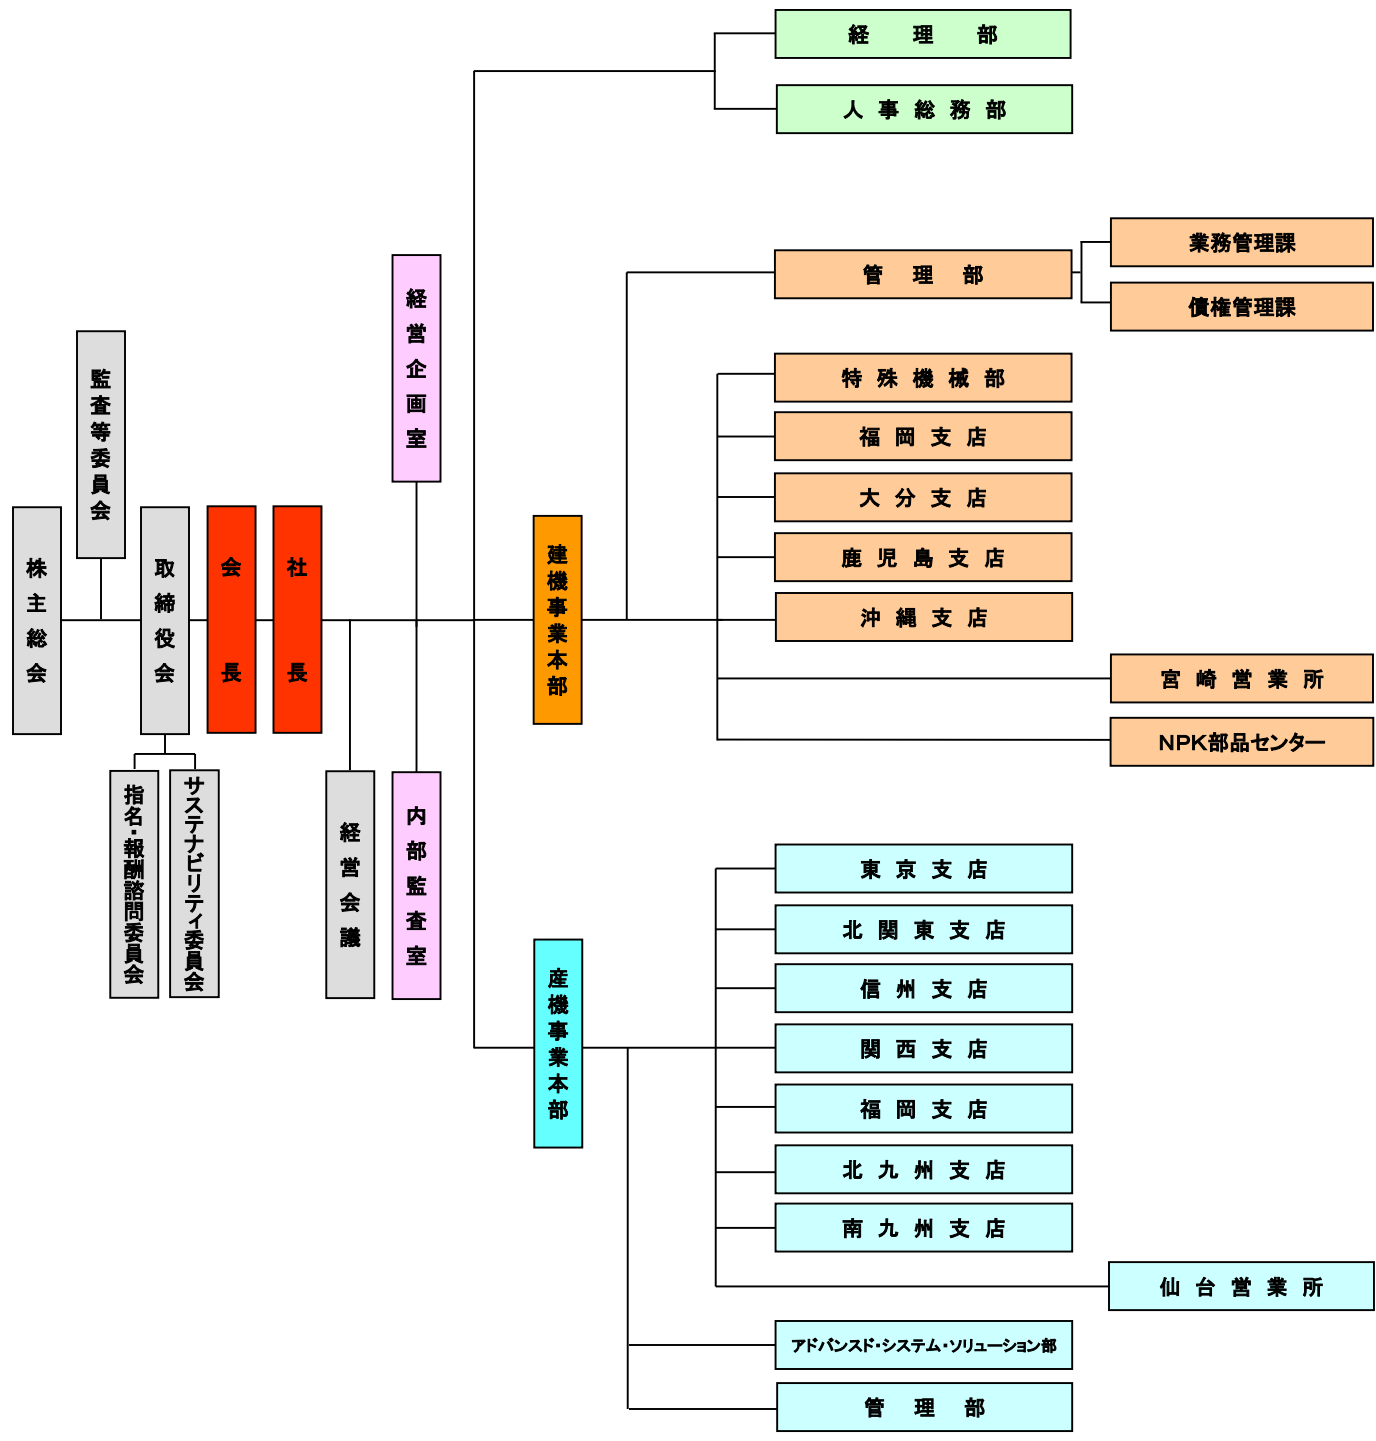 株主総会
監査等委員会
取締役会
指名・報酬諮問委員会
サステナビリティ委員会
会長
社長
経営会議
経営企画室
内部監査室
経理部
人事総務部
建機事業本部
管理部
業務管理課
債権管理課
特殊機械部
福岡支店
大分支店
鹿児島支店
沖縄支店
宮崎営業所
NPK部品センター
産機事業本部
東京支店
北関東支店
信州支店
関西支店
福岡支店
北九州支店
南九州支店
仙台営業所
アドバンスド・システム・ソリューション部
管理部